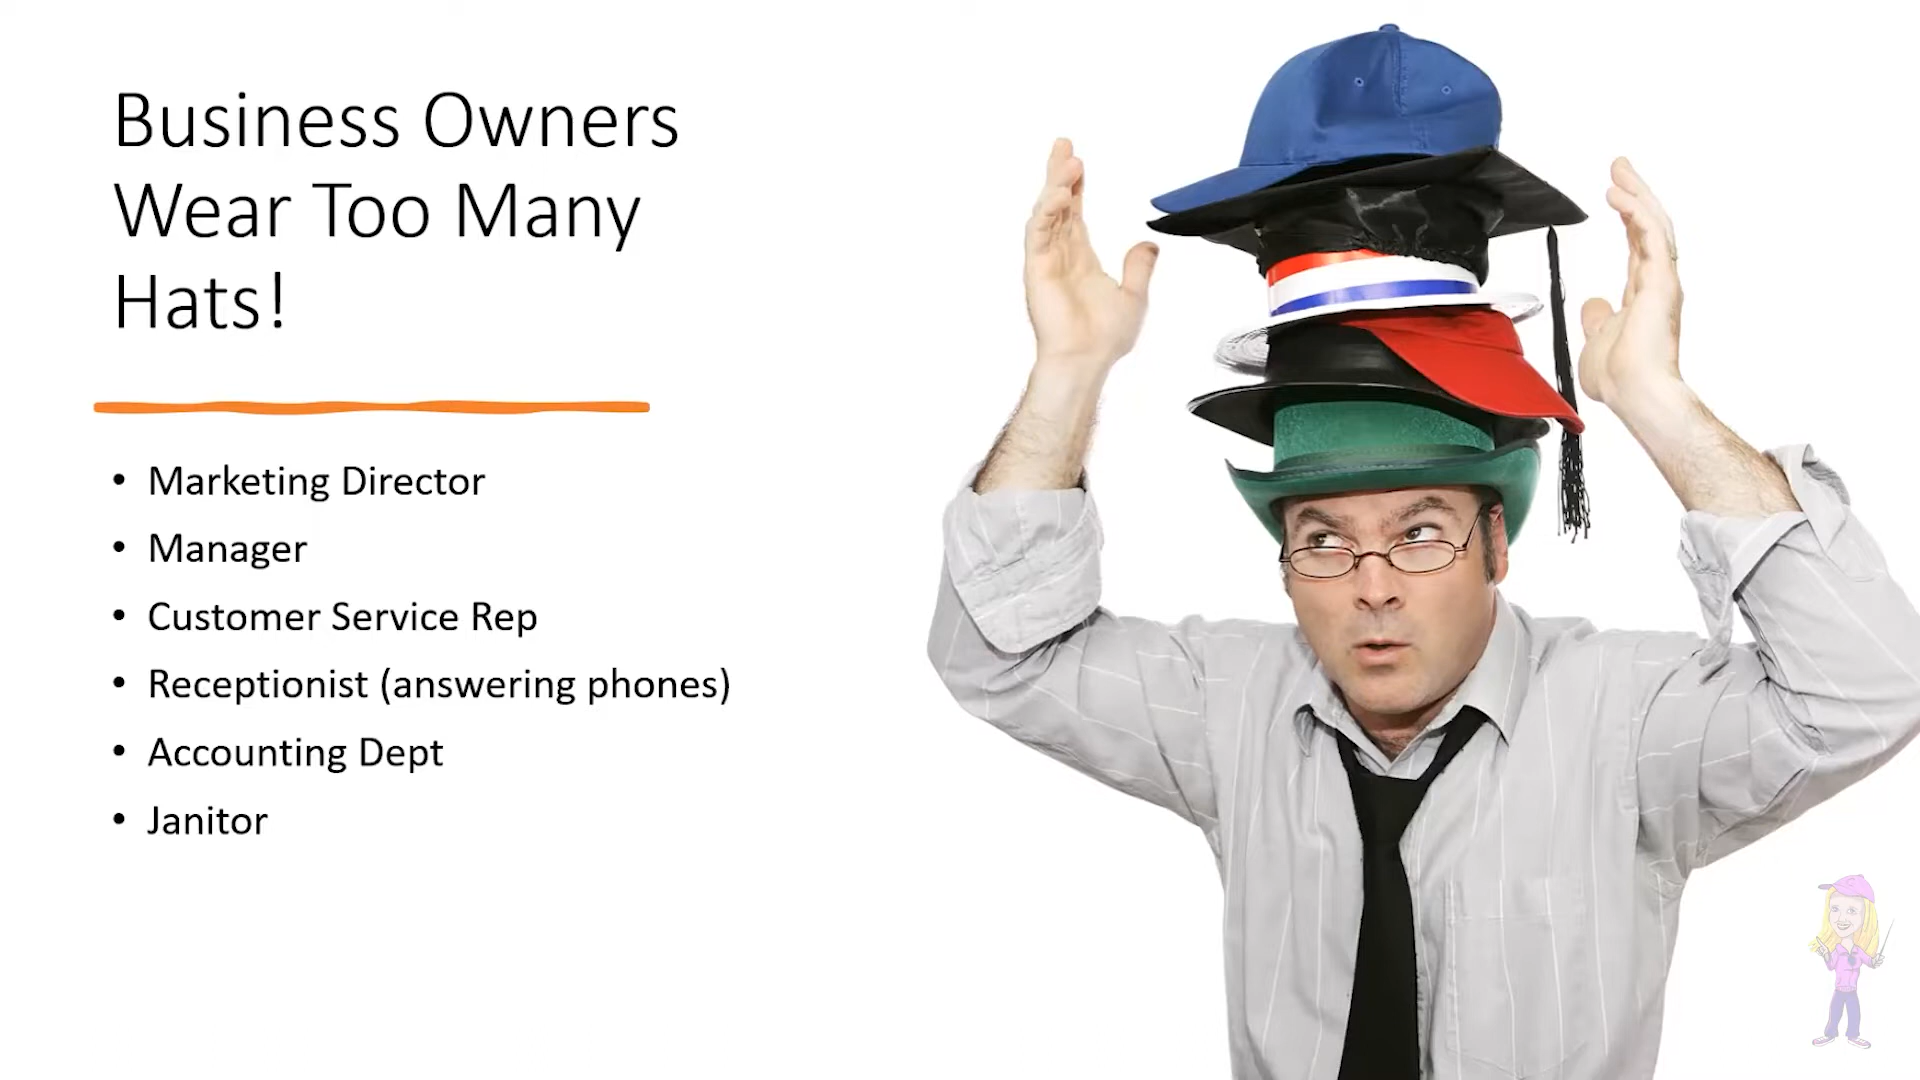 Business Owners
Wear Too Many
Hats!
• Marketing Director
• Manager
• Customer Service Rep
• Receptionist (answering phones)
• Accounting Dept
• Janitor